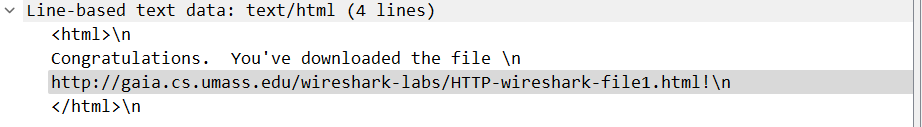 Line-based text data: text/html (4 lines)
<html>\n
Congratulations.  You've downloaded the file \n
http://gaia.cs.umass.edu/wireshark-labs/HTTP-wireshark-file1.html!\n
</html>\n